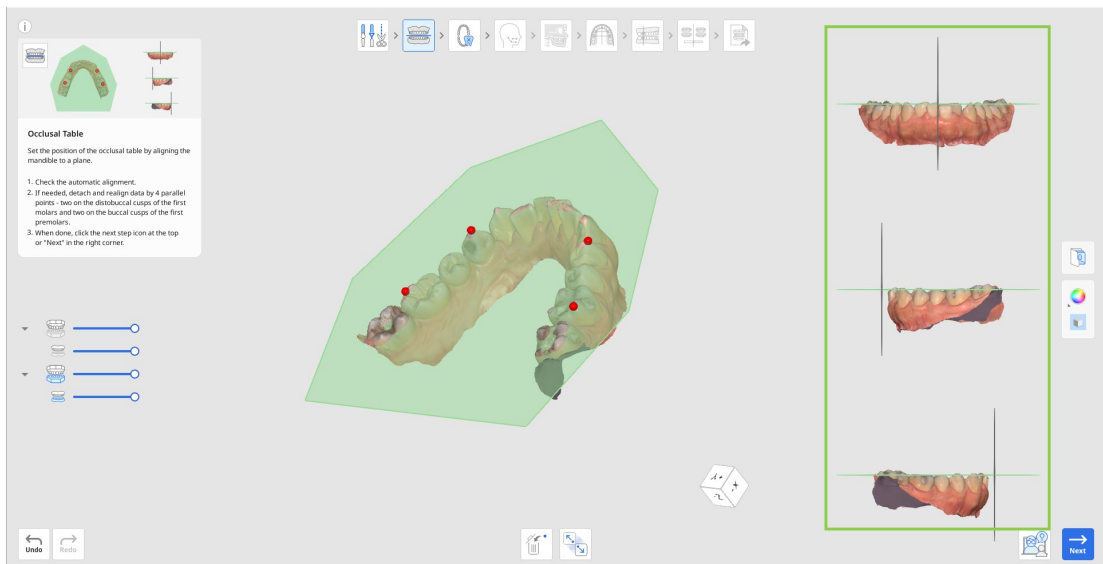 Occlusal Table
Set the position of the occlusal table by aligning the
mandible to a plane.
1. Check the automatic alignment.
2. If needed, detach and realign data by 4 parallel
points - two on the distobuccal cusps of the first
molars and two on the buccal cusps of the first
premolars.
3. When done, click the next step icon at the top
or "Next" in the right corner.
Undo
Redo
Next